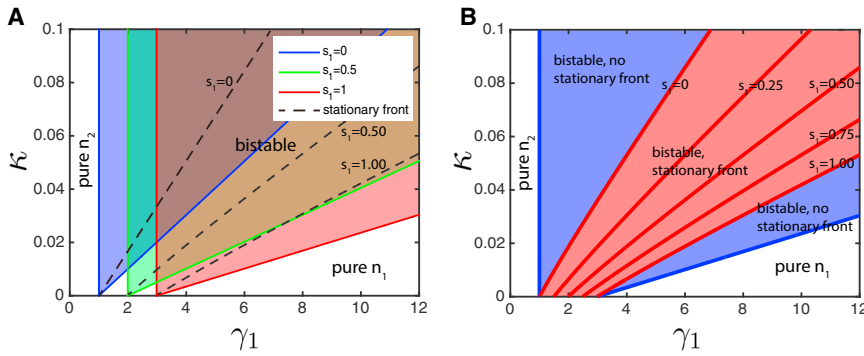 A
0.1
0.08
0.06
0.04
0.02
0
κ
pure n2
s1=0
s1=0
s1=0.5
s1=1
stationary front
bistable
s1=0.50
s1=1.00
pure n1
0 2 4 6 8 10 12
γ1
B
0.1
0.08
0.06
0.04
0.02
0
κ
pure n2
bistable, no
stationary front
s1=0
s1=0.25
s1=0.50
s1=0.75
s1=1.00
bistable,
stationary front
bistable, no
stationary front
pure n1
0 2 4 6 8 10 12
γ1